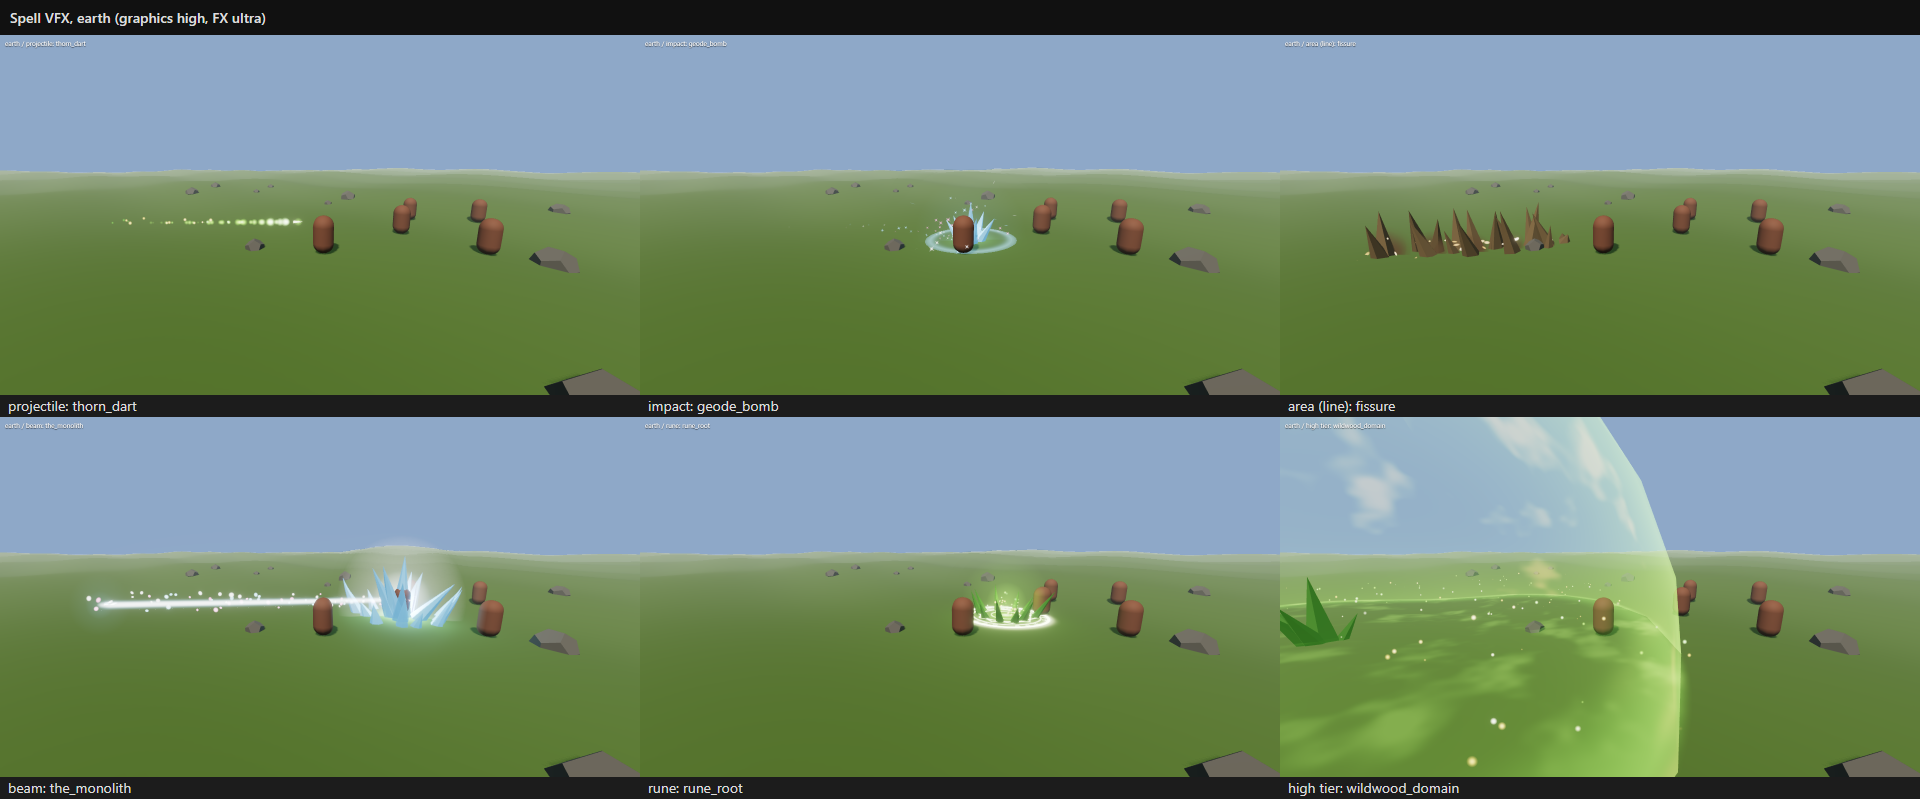 Spell VFX, earth (graphics high, FX ultra)
earth / projectile: thorn_dart
earth / impact: geode_bomb
earth / area (line): fissure
projectile: thorn_dart
impact: geode_bomb
area (line): fissure
earth / beam: the_monolith
earth / rune: rune_root
earth / high tier: wildwood_domain
beam: the_monolith
rune: rune_root
high tier: wildwood_domain